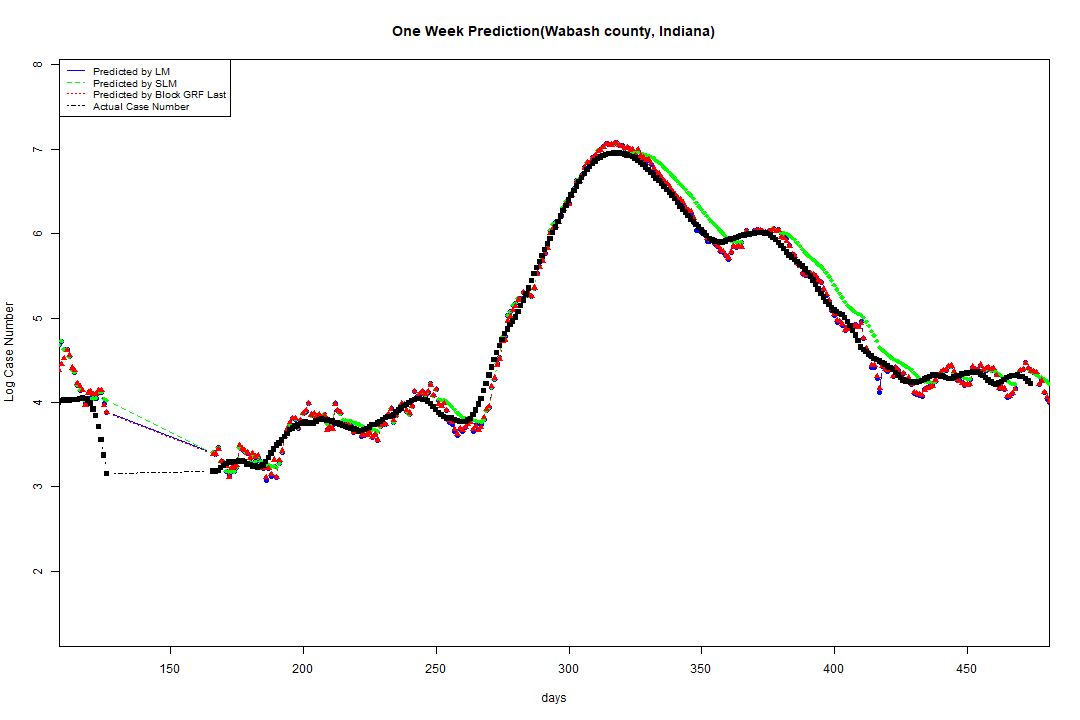 One Week Prediction(Wabash county, Indiana)
Predicted by LM
Predicted by SLM
Predicted by Block GRF Last
Actual Case Number
8
7
6
5
4
3
2
Log Case Number
150 200 250 300 350 400 450
days